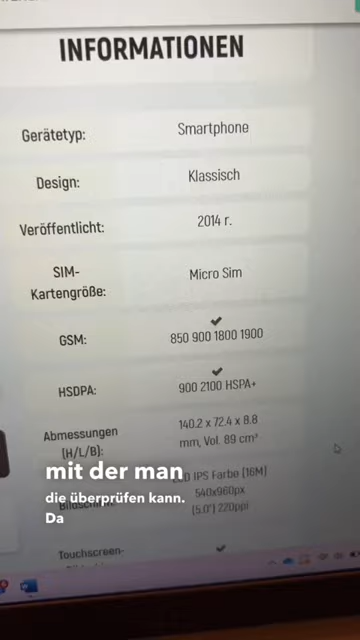 INFORMATIONEN
Gerätetyp: Smartphone
Design: Klassisch
Veröffentlicht: 2014 r.
SIM-
Kartengröße: Micro Sim
GSM: ✔
850 900 1800 1900
HSDPA: ✔
900 2100 HSPA+
Abmessungen
(H/L/B):
140.2 x 72.4 x 8.8
mm, Vol. 89 cm³
mit der man
die überprüfen kann.
Da
IPS Farbe (16M)
540x960px
(5.0") 220ppi
Touchscreen- ✔